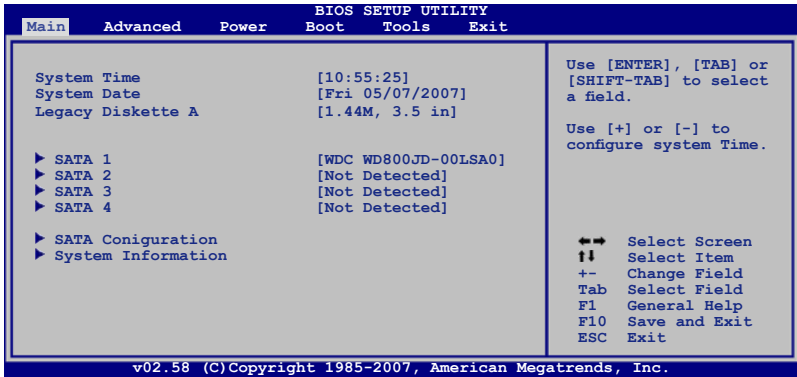 BIOS SETUP UTILITY
Main Advanced Power Boot Tools Exit
System Time [10:55:25]
System Date [Fri 05/07/2007]
Legacy Diskette A [1.44M, 3.5 in]
SATA 1 [WDC WD800JD-00LSA0]
SATA 2 [Not Detected]
SATA 3 [Not Detected]
SATA 4 [Not Detected]
SATA Coniguration
System Information
Use [ENTER], [TAB] or
[SHIFT-TAB] to select
a field.
Use [+] or [-] to
configure system Time.
Select Screen
Select Item
+- Change Field
Tab Select Field
F1 General Help
F10 Save and Exit
ESC Exit
v02.58 (C)Copyright 1985-2007, American Megatrends, Inc.